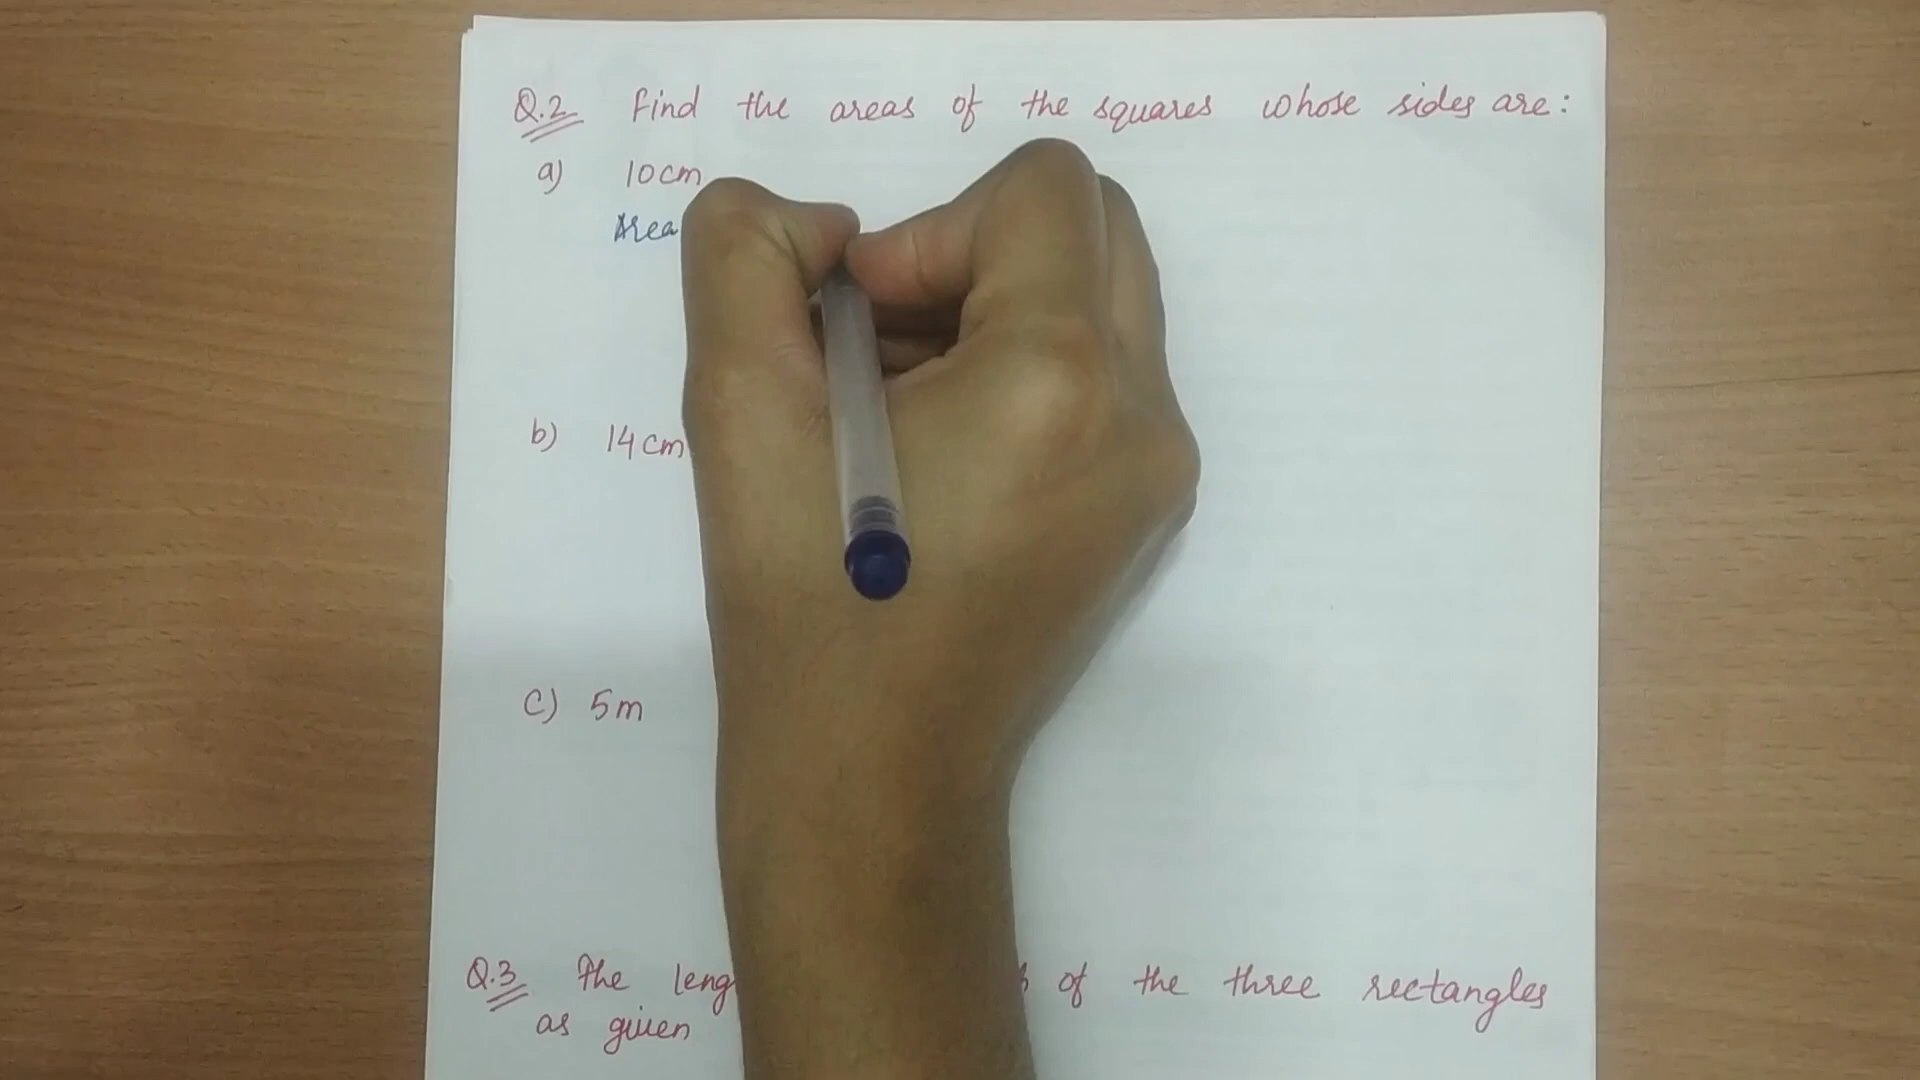 Q.2 Find the areas of the squares whose sides are:
a) 10cm
Area
b) 14cm
c) 5m
Q.3 The of the three rectangles
as given